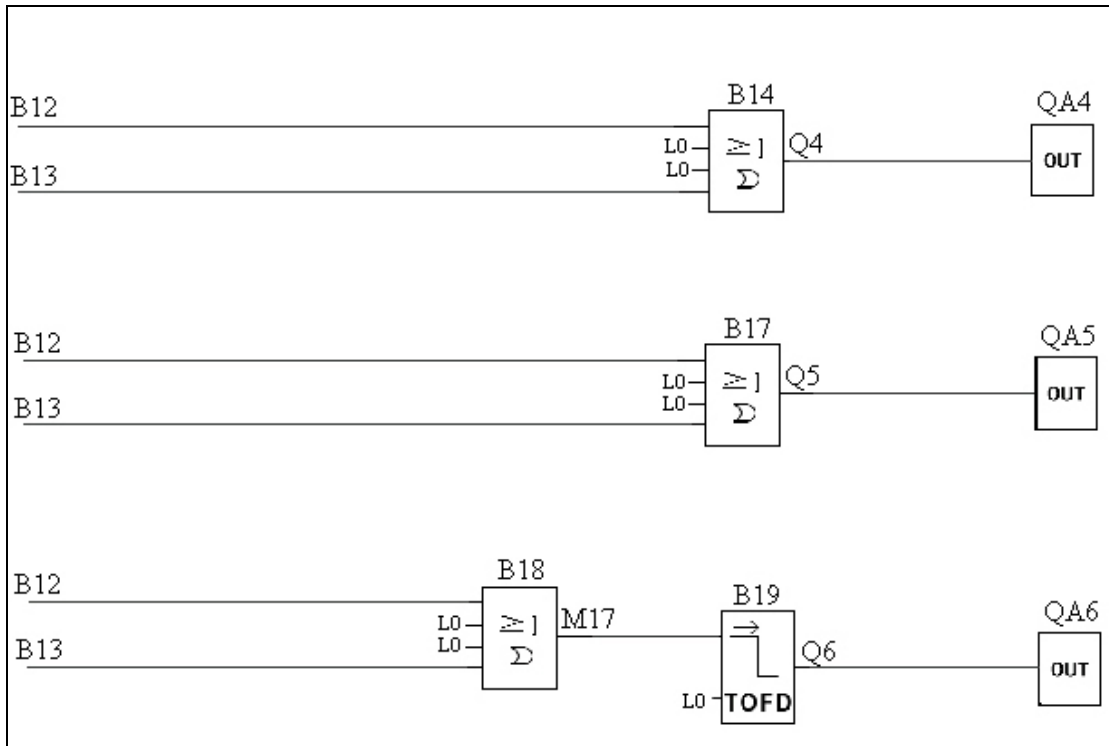 B14 QA4
B12
L0 ≥1 Q4 OUT
L0
B13 Σ
B17 QA5
B12
L0 ≥1 Q5 OUT
L0
B13 Σ
B18 B19 QA6
B12
L0 ≥1 M17
L0 Q6 OUT
B13 Σ
L0 TOFD